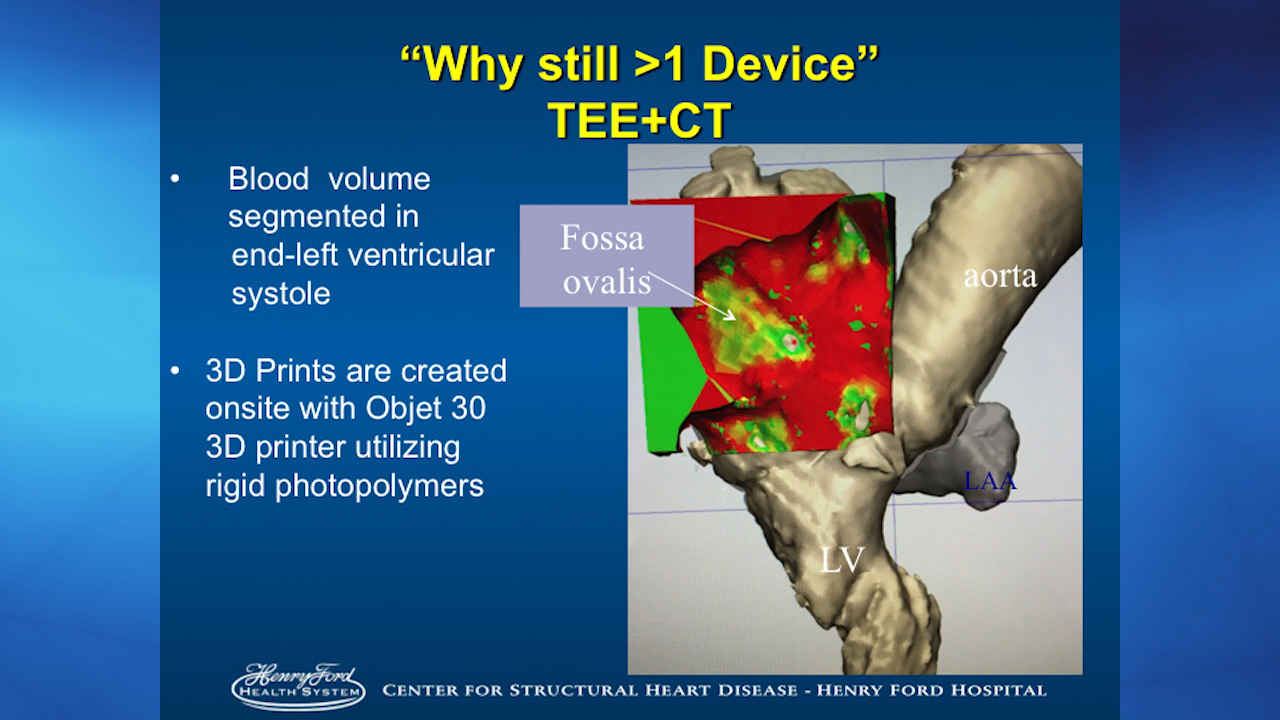 “Why still >1 Device”
TEE+CT
• Blood volume
segmented in
end-left ventricular
systole
• 3D Prints are created
onsite with Objet 30
3D printer utilizing
rigid photopolymers
Fossa
ovalis
aorta
LAA
LV
Henry Ford
HEALTH SYSTEM
CENTER FOR STRUCTURAL HEART DISEASE - HENRY FORD HOSPITAL